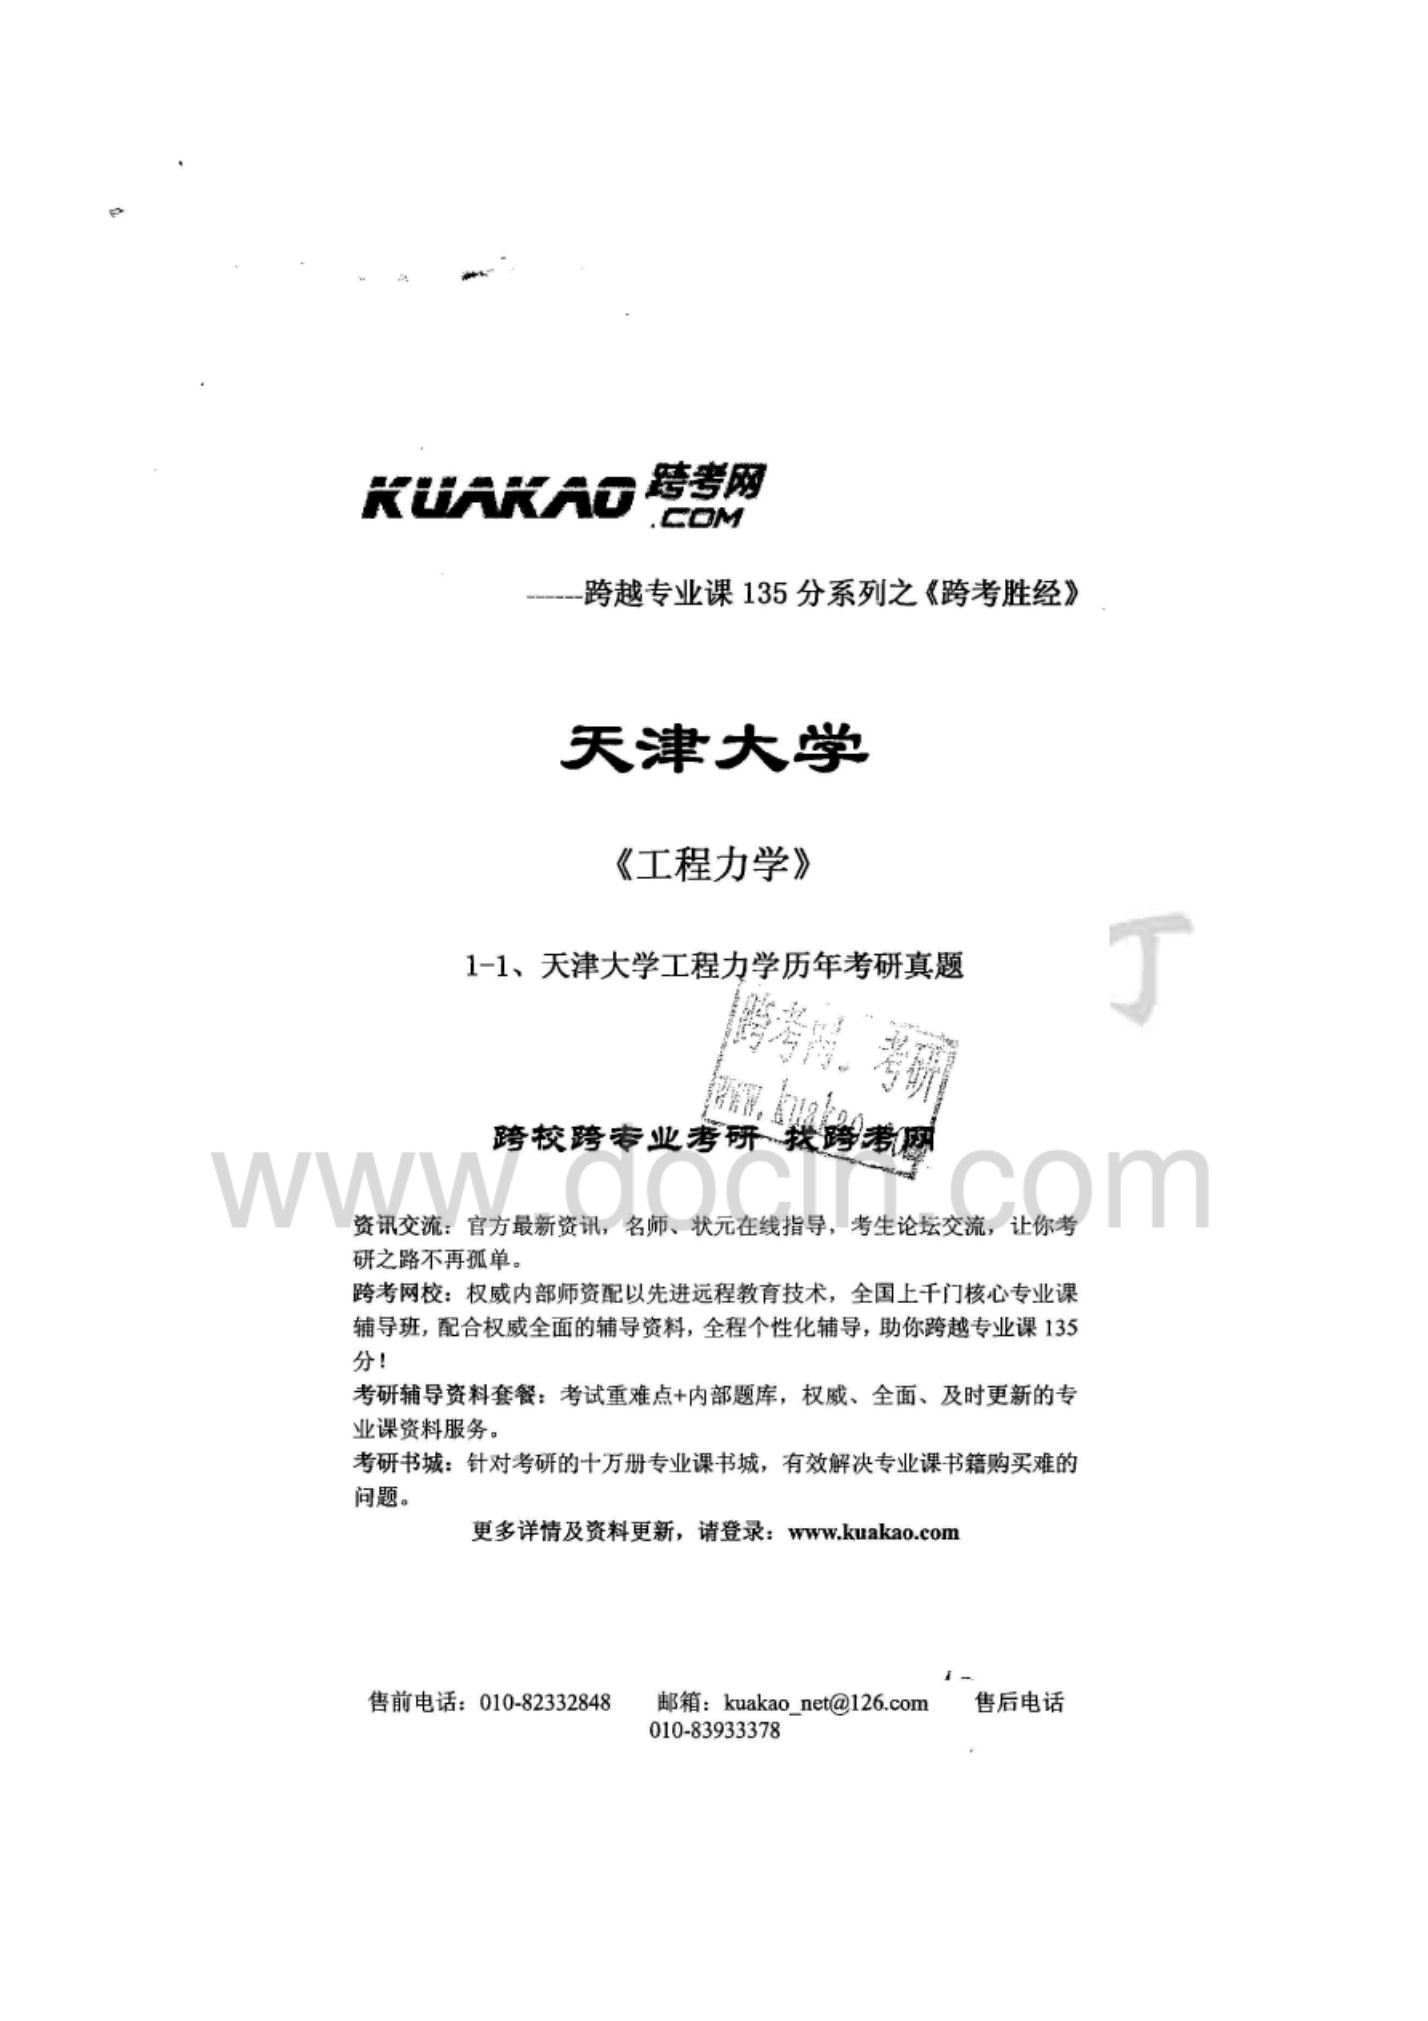 KUAKAO 跨考网
.COM
------跨越专业课 135 分系列之《跨考胜经》
天津大学
《工程力学》
丁
1-1、天津大学工程力学历年考研真题
跨考网 考研
www.kuakao
跨校跨专业考研 找跨考网
www.docin.com
资讯交流：官方最新资讯，名师、状元在线指导，考生论坛交流，让你考
研之路不再孤单。
跨考网校：权威内部师资配以先进远程教育技术，全国上千门核心专业课
辅导班，配合权威全面的辅导资料，全程个性化辅导，助你跨越专业课 135
分！
考研辅导资料套餐：考试重难点+内部题库，权威、全面、及时更新的专
业课资料服务。
考研书城：针对考研的十万册专业课书城，有效解决专业课书籍购买难的
问题。
更多详情及资料更新，请登录：www.kuakao.com
售前电话：010-82332848 邮箱：kuakao_net@126.com 售后电话
010-83933378